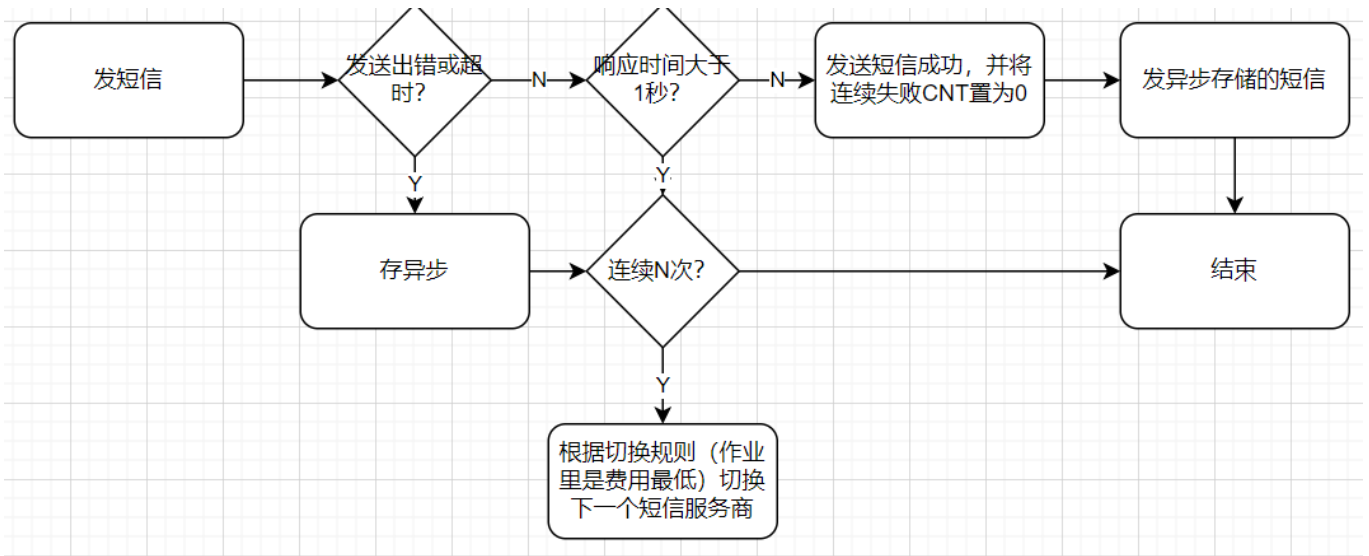 发短信
发送出错或超
时？
N
响应时间大于
1秒？
N
发送短信成功，并将
连续失败CNT置为0
发异步存储的短信
Y
Y
存异步
连续N次？
结束
Y
根据切换规则（作业
里是费用最低）切换
下一个短信服务商